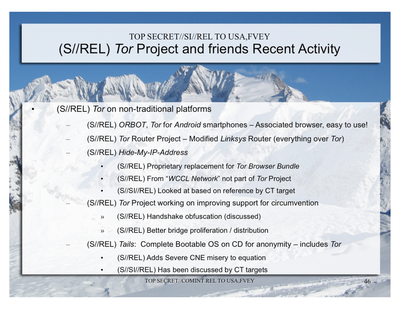 TOP SECRET//SI//REL TO USA,FVEY
(S//REL) Tor Project and friends Recent Activity
• (S//REL) Tor on non-traditional platforms
– (S//REL) ORBOT, Tor for Android smartphones – Associated browser, easy to use!
– (S//REL) Tor Router Project – Modified Linksys Router (everything over Tor)
– (S//REL) Hide-My-IP-Address
• (S//REL) Proprietary replacement for Tor Browser Bundle
• (S//REL) From "WCCL Network" not part of Tor Project
• (S//SI//REL) Looked at based on reference by CT target
– (S//REL) Tor Project working on improving support for circumvention
» (S//REL) Handshake obfuscation (discussed)
» (S//REL) Better bridge proliferation / distribution
– (S//REL) Tails: Complete Bootable OS on CD for anonymity – includes Tor
• (S//REL) Adds Severe CNE misery to equation
• (S//SI//REL) Has been discussed by CT targets
TOP SECRET//COMINT REL TO USA,FVEY
46